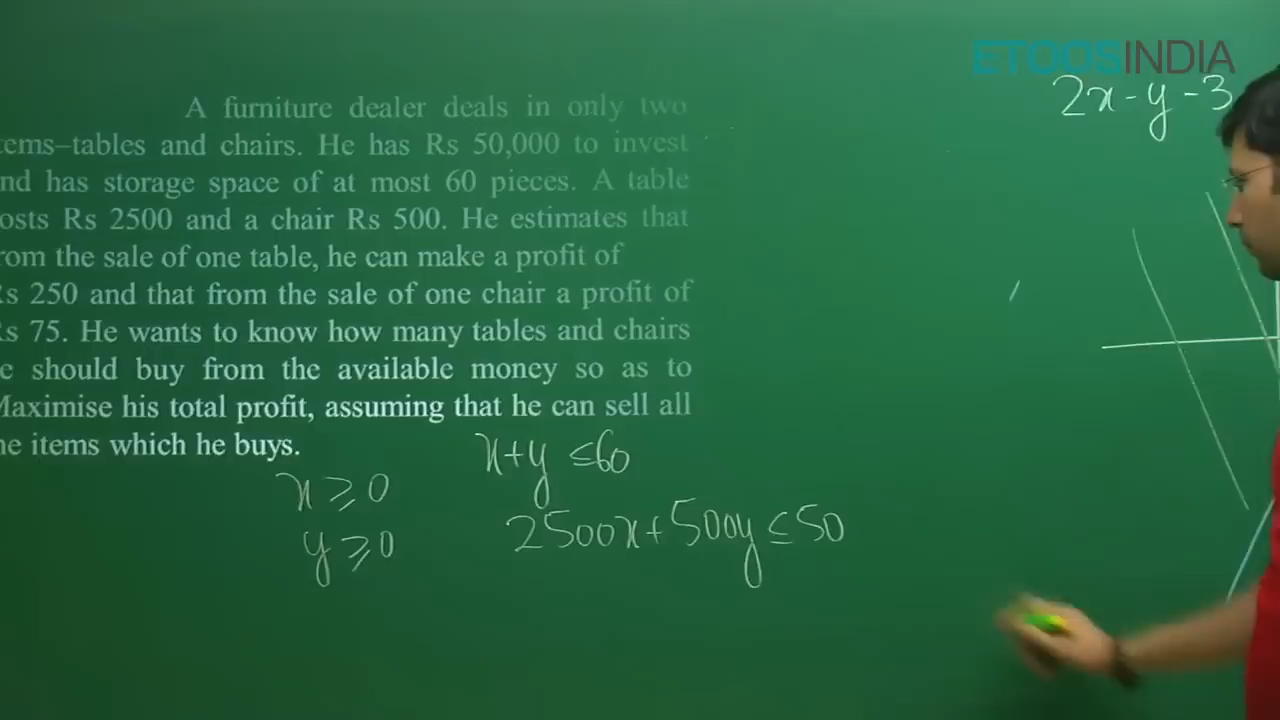 ETOOSINDIA
2x-y-3
A furniture dealer deals in only two
tems–tables and chairs. He has Rs 50,000 to invest
nd has storage space of at most 60 pieces. A table
osts Rs 2500 and a chair Rs 500. He estimates that
rom the sale of one table, he can make a profit of
Rs 250 and that from the sale of one chair a profit of
Rs 75. He wants to know how many tables and chairs
e should buy from the available money so as to
Maximise his total profit, assuming that he can sell all
he items which he buys.
x+y ≤60
x ≥ 0
2500x+500y ≤ 50
y ≥ 0